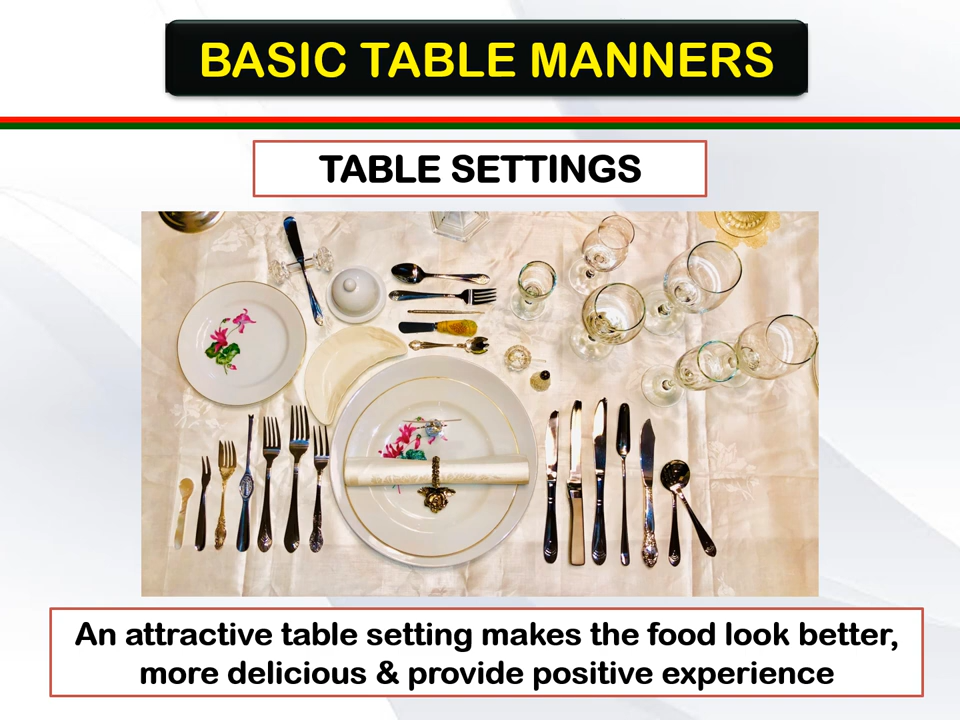 BASIC TABLE MANNERS
TABLE SETTINGS
An attractive table setting makes the food look better,
more delicious & provide positive experience